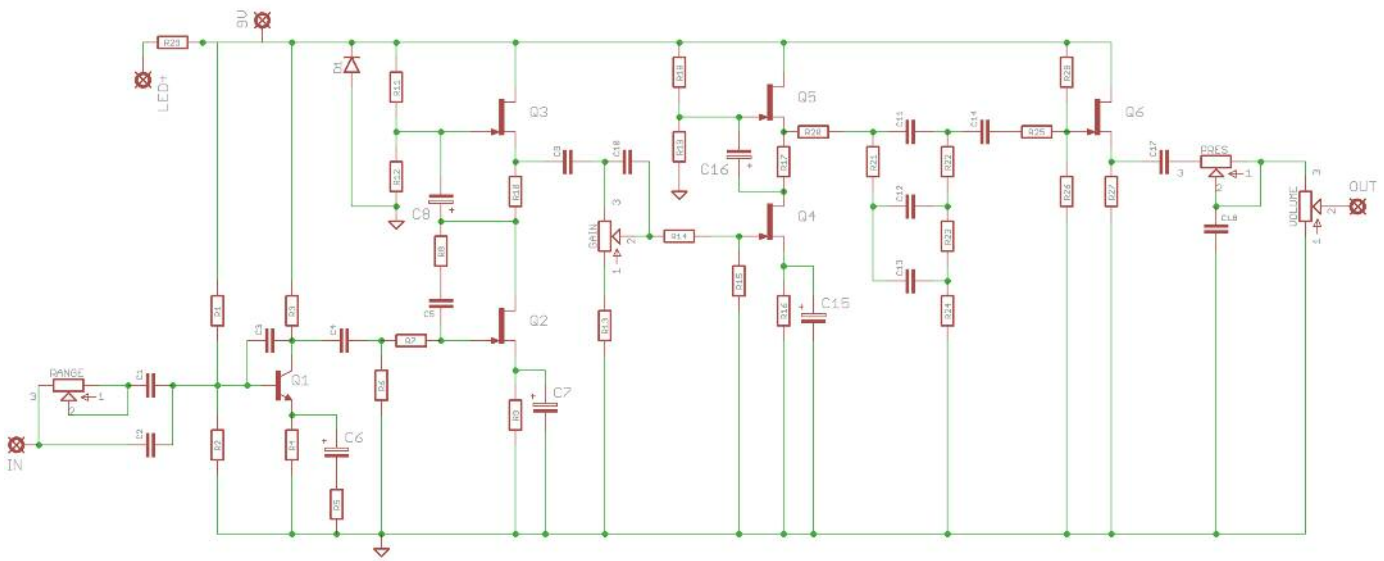 9V
R29
LED+
D1
R11
Q3
R12
R10
C8
R8
C5
Q2
C9
C10
3
GAIN
2
1
R13
R14
R15
R18
R19
Q5
C16
R17
Q4
R16
C15
R20
R21
C11
C12
C13
C14
R22
R23
R24
R25
R28
Q6
R26
R27
C17
PRES
3
2
1
C18
3
VOLUME
2
1
OUT
R1
R3
C3
C4
R7
R6
R9
C7
RANGE
3
2
1
C1
C2
IN
R2
Q1
R4
C6
R5